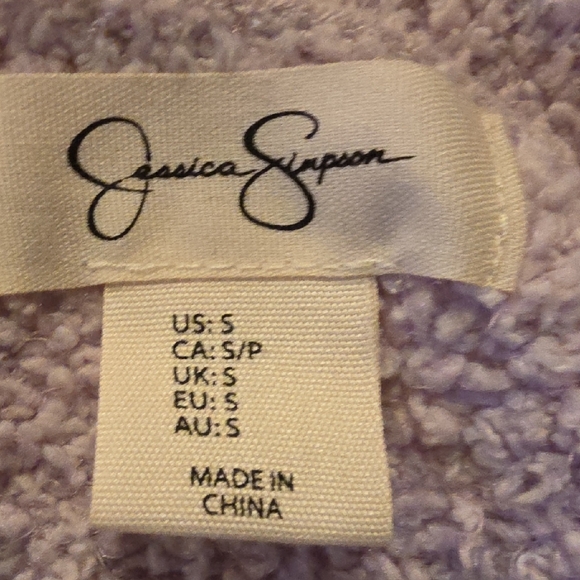 Jessica Simpson
US: S
CA: S/P
UK: S
EU: S
AU: S
MADE IN
CHINA